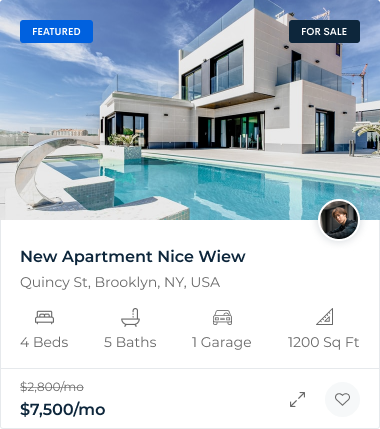 FEATURED
FOR SALE
New Apartment Nice Wiew
Quincy St, Brooklyn, NY, USA
4 Beds
5 Baths
1 Garage
1200 Sq Ft
$2,800/mo
$7,500/mo